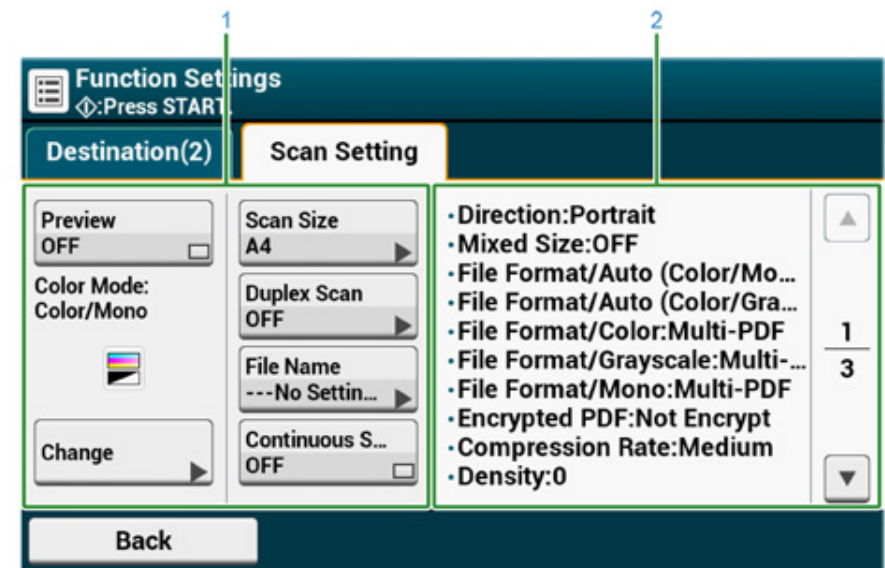 1
2
Function Settings
:Press START.
Destination(2)
Scan Setting
Preview
OFF
Color Mode:
Color/Mono
Change
Scan Size
A4
Duplex Scan
OFF
File Name
---No Settin...
Continuous S...
OFF
•Direction:Portrait
•Mixed Size:OFF
•File Format/Auto (Color/Mo...
•File Format/Auto (Color/Gra...
•File Format/Color:Multi-PDF
•File Format/Grayscale:Multi-...
•File Format/Mono:Multi-PDF
•Encrypted PDF:Not Encrypt
•Compression Rate:Medium
•Density:0
1
3
Back